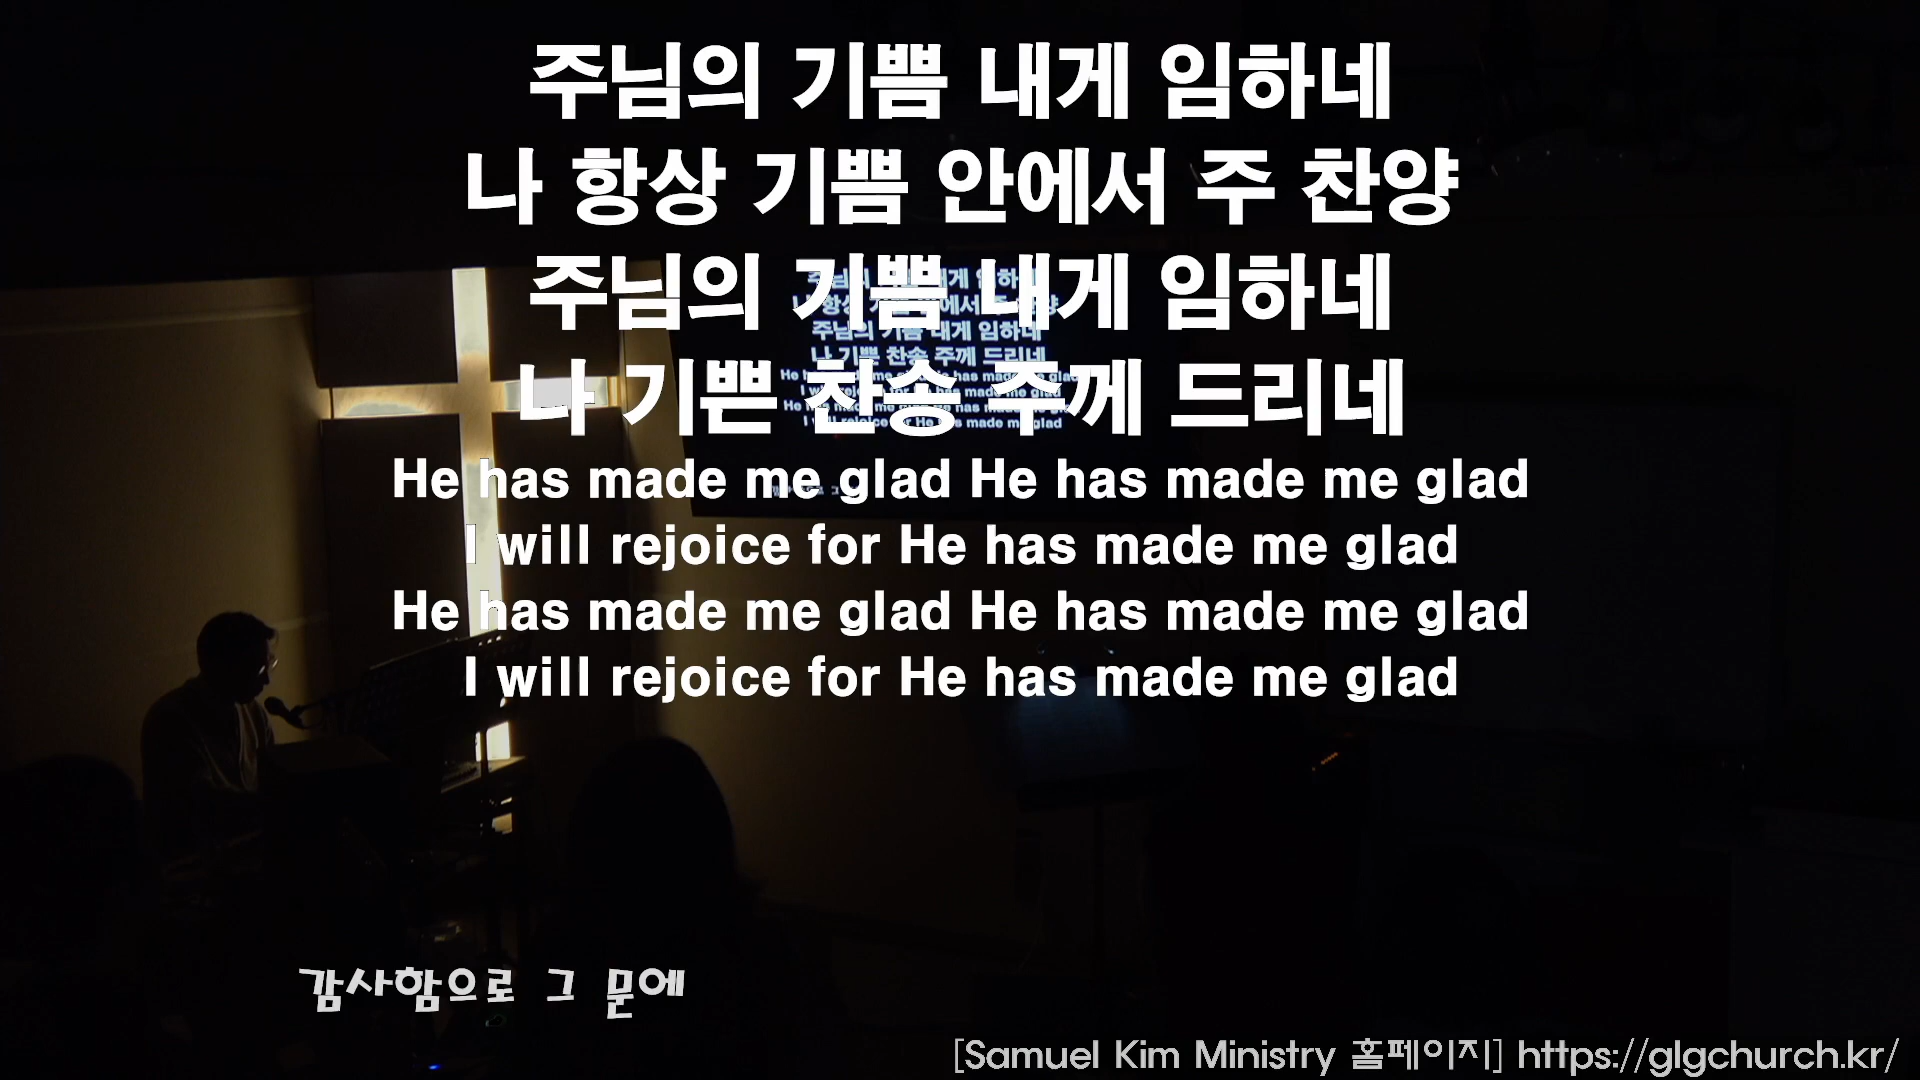 주님의 기쁨 내게 임하네
나 항상 기쁨 안에서 주 찬양
주님의 기쁨 내게 임하네
나 기쁜 찬송 주께 드리네
He has made me glad He has made me glad
I will rejoice for He has made me glad
He has made me glad He has made me glad
I will rejoice for He has made me glad
감사함으로 그 문에
[Samuel Kim Ministry 홈페이지] https://glgchurch.kr/